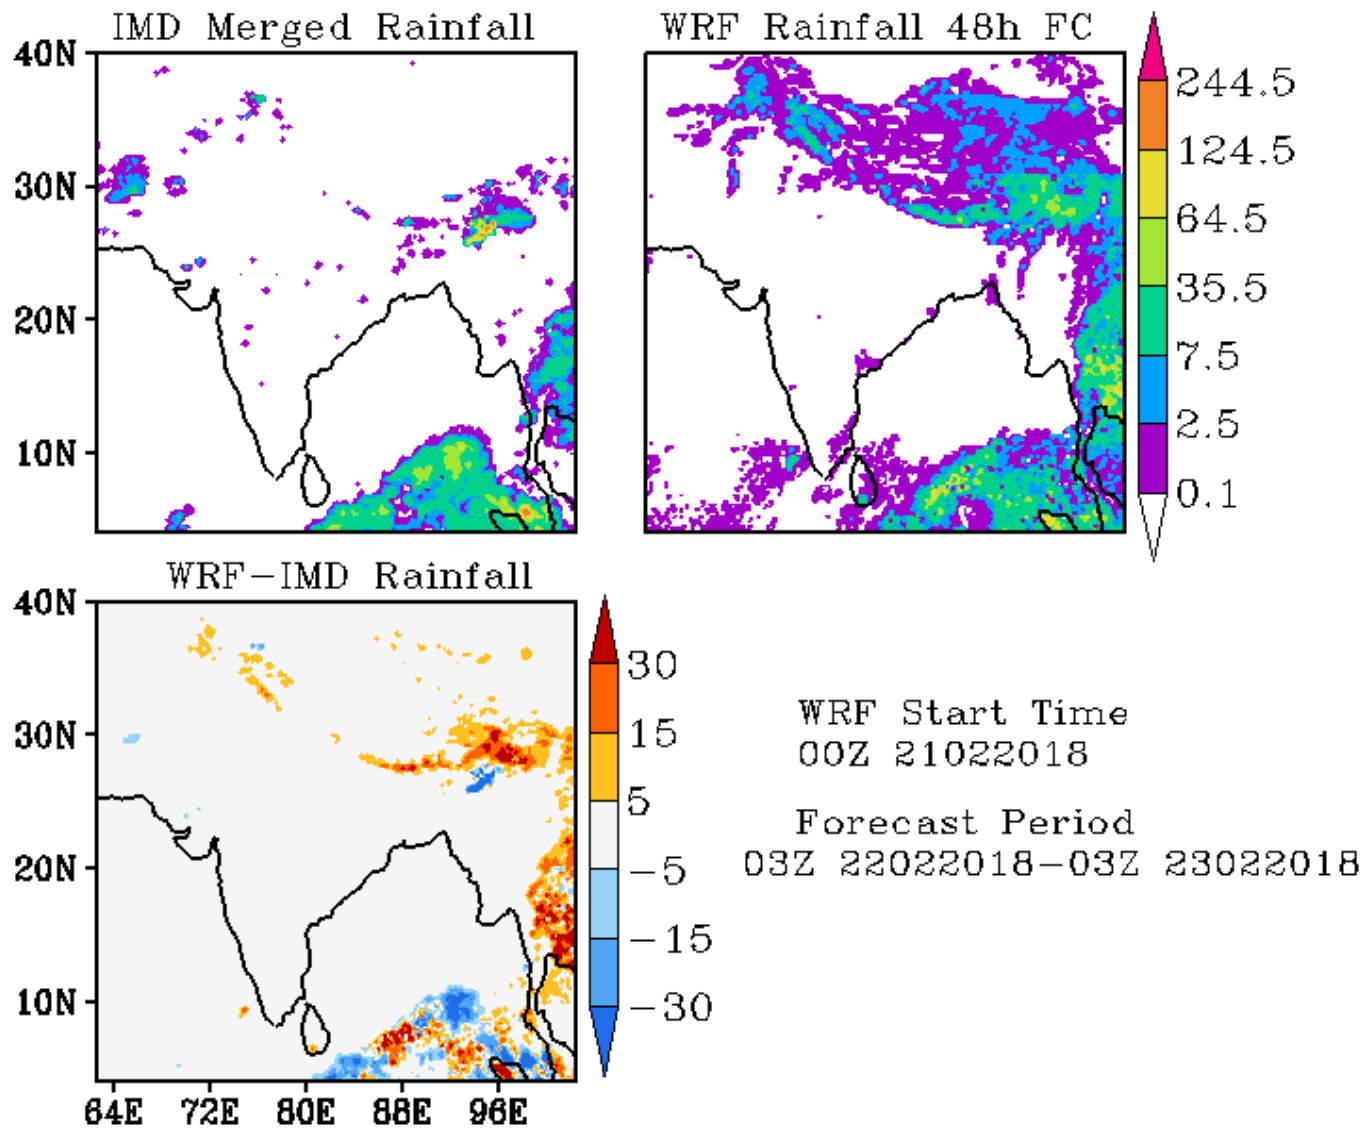 IMD Merged Rainfall
WRF Rainfall 48h FC
40N
30N
20N
10N
244.5
124.5
64.5
35.5
7.5
2.5
0.1
WRF-IMD Rainfall
40N
30N
20N
10N
64E 72E 80E 88E 96E
30
15
5
-5
-15
-30
WRF Start Time
00Z 21022018
Forecast Period
03Z 22022018-03Z 23022018